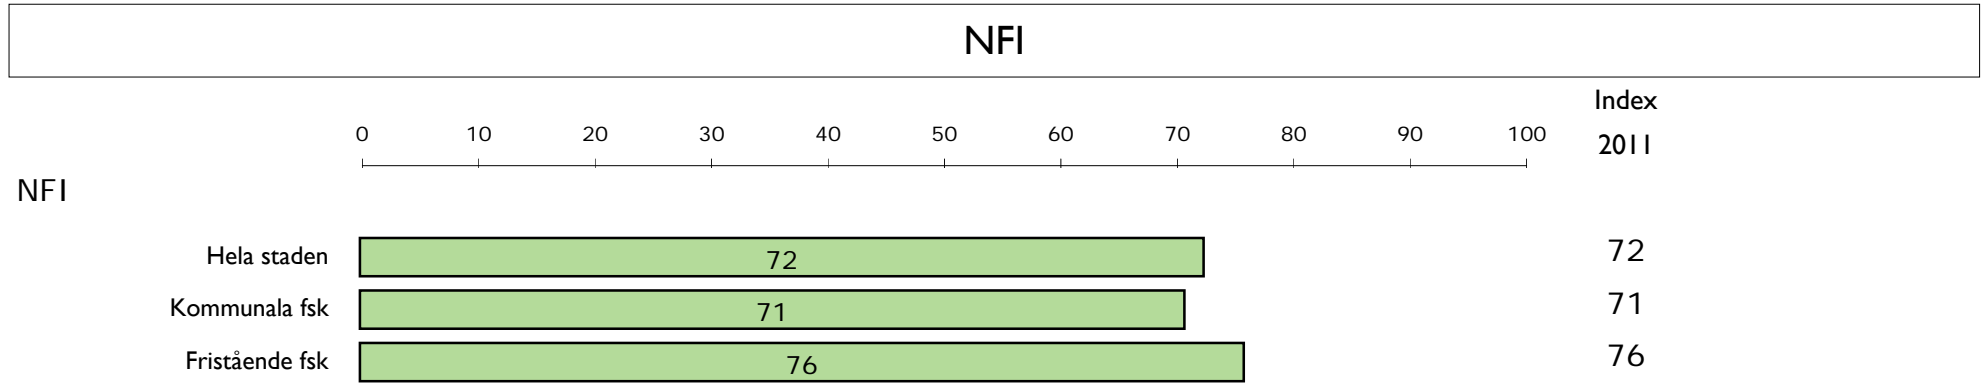 NFI
Index
0 10 20 30 40 50 60 70 80 90 100
2011
NFI
Hela staden 72 72
Kommunala fsk 71 71
Fristående fsk 76 76